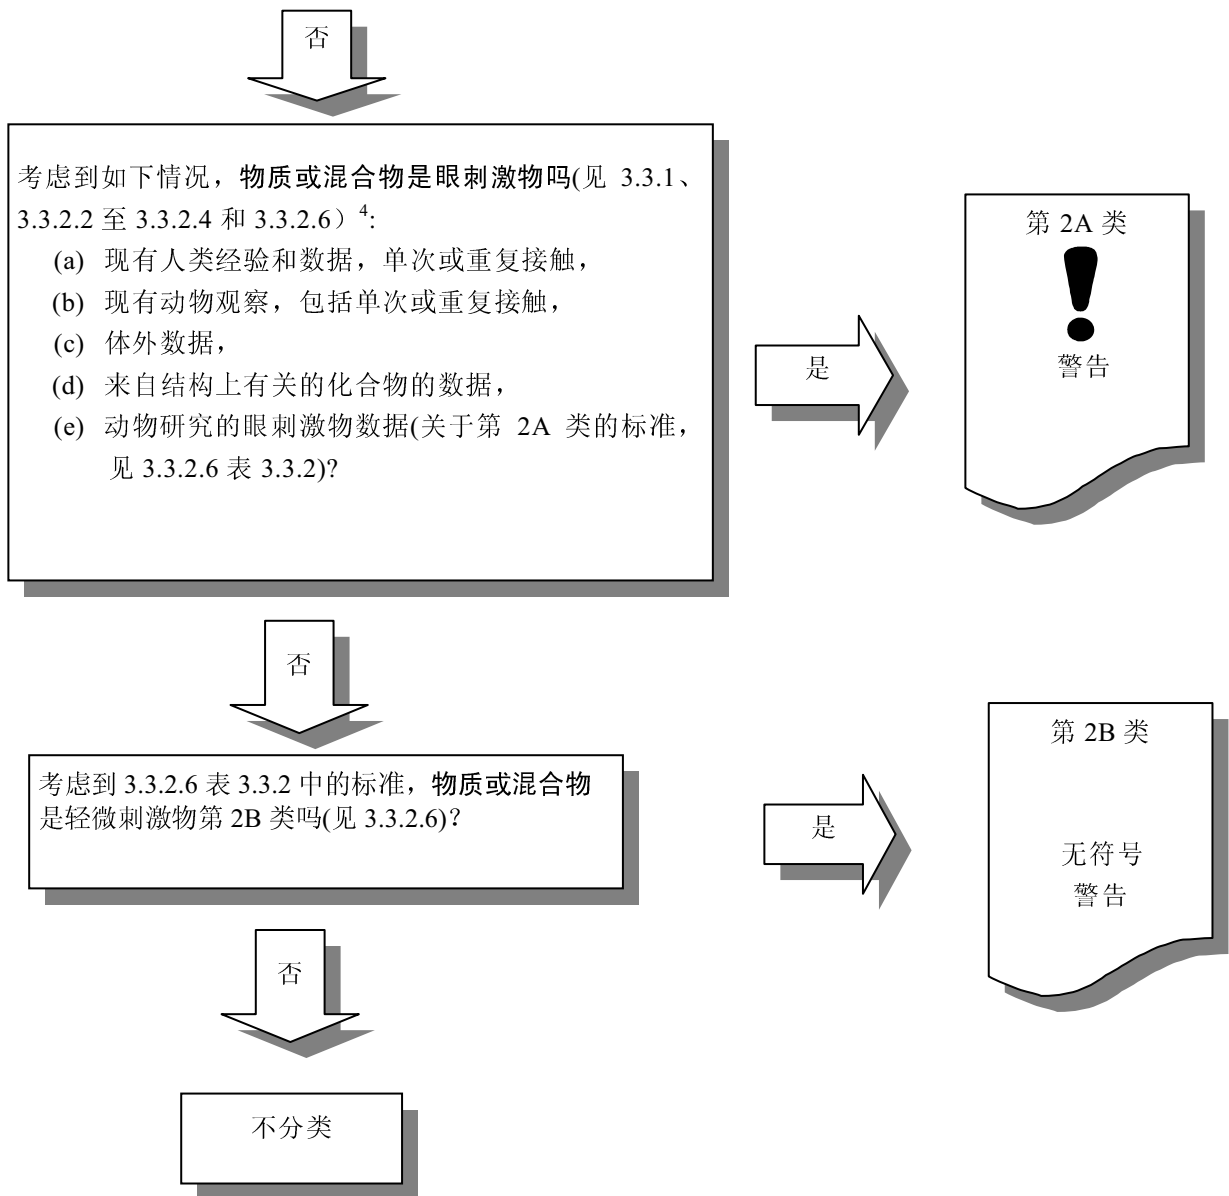 否
考虑到如下情况，物质或混合物是眼刺激物吗(见 3.3.1、
3.3.2.2 至 3.3.2.4 和 3.3.2.6）4:
(a) 现有人类经验和数据，单次或重复接触，
(b) 现有动物观察，包括单次或重复接触，
(c) 体外数据，
(d) 来自结构上有关的化合物的数据，
(e) 动物研究的眼刺激物数据(关于第 2A 类的标准，
见 3.3.2.6 表 3.3.2)?
是
第 2A 类
警告
否
考虑到 3.3.2.6 表 3.3.2 中的标准，物质或混合物
是轻微刺激物第 2B 类吗(见 3.3.2.6)？
是
第 2B 类
无符号
警告
否
不分类